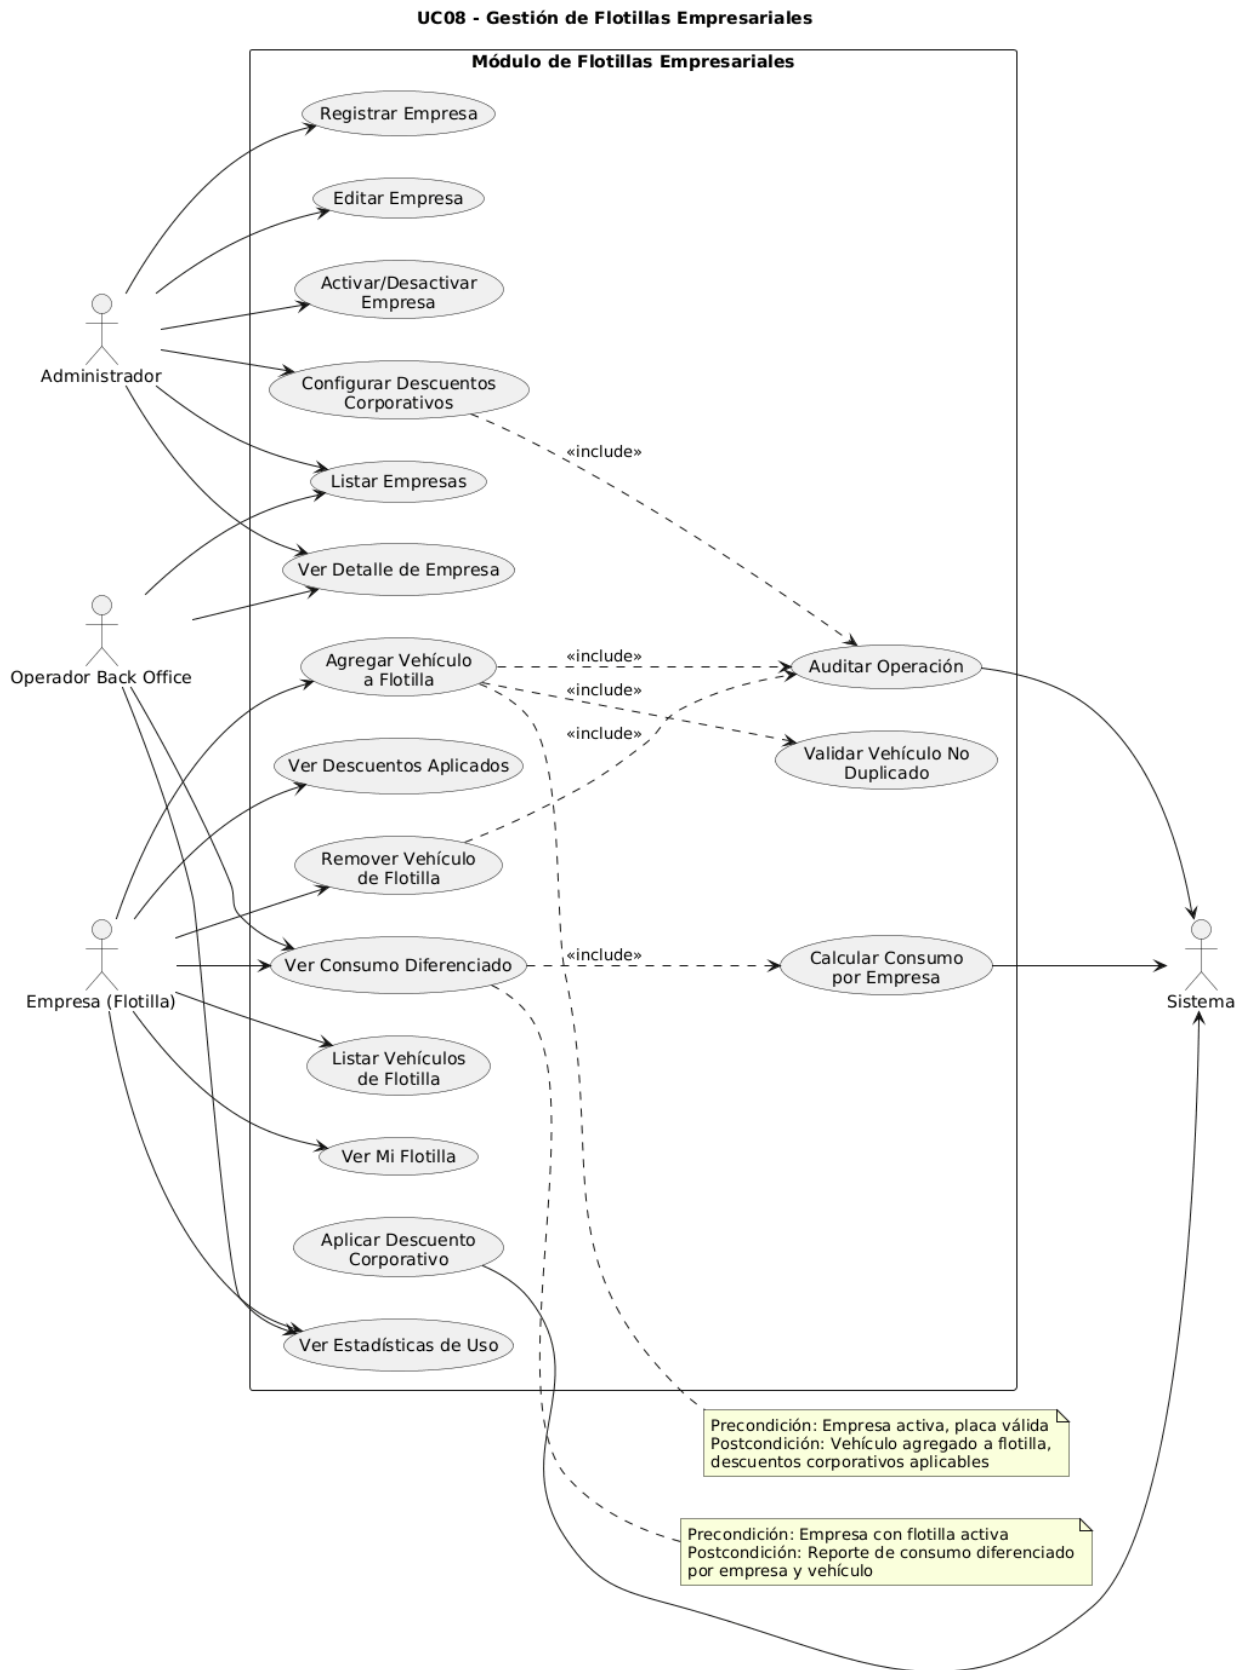 UC08 - Gestión de Flotillas Empresariales
Módulo de Flotillas Empresariales
Registrar Empresa
Editar Empresa
Activar/Desactivar
Empresa
Administrador
Configurar Descuentos
Corporativos
«include»
Listar Empresas
Ver Detalle de Empresa
Operador Back Office
Agregar Vehículo
a Flotilla
«include»
«include»
«include»
Auditar Operación
Validar Vehículo No
Duplicado
Ver Descuentos Aplicados
Remover Vehículo
de Flotilla
Empresa (Flotilla)
Ver Consumo Diferenciado
«include»
Calcular Consumo
por Empresa
Sistema
Listar Vehículos
de Flotilla
Ver Mi Flotilla
Aplicar Descuento
Corporativo
Ver Estadísticas de Uso
Precondición: Empresa activa, placa válida
Postcondición: Vehículo agregado a flotilla,
descuentos corporativos aplicables
Precondición: Empresa con flotilla activa
Postcondición: Reporte de consumo diferenciado
por empresa y vehículo